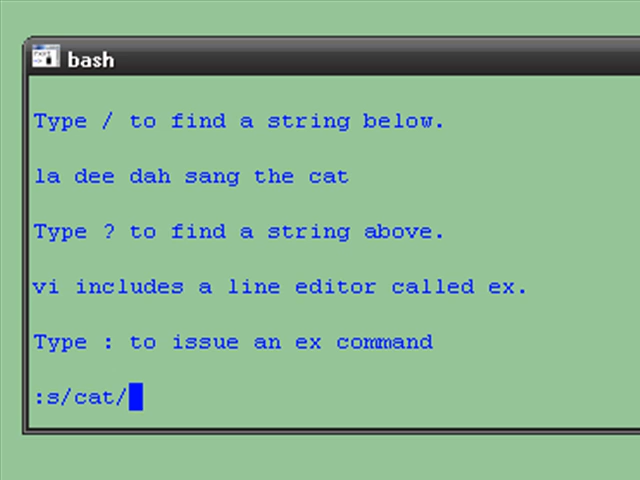 bash
Type / to find a string below.
la dee dah sang the cat
Type ? to find a string above.
vi includes a line editor called ex.
Type : to issue an ex command
:s/cat/